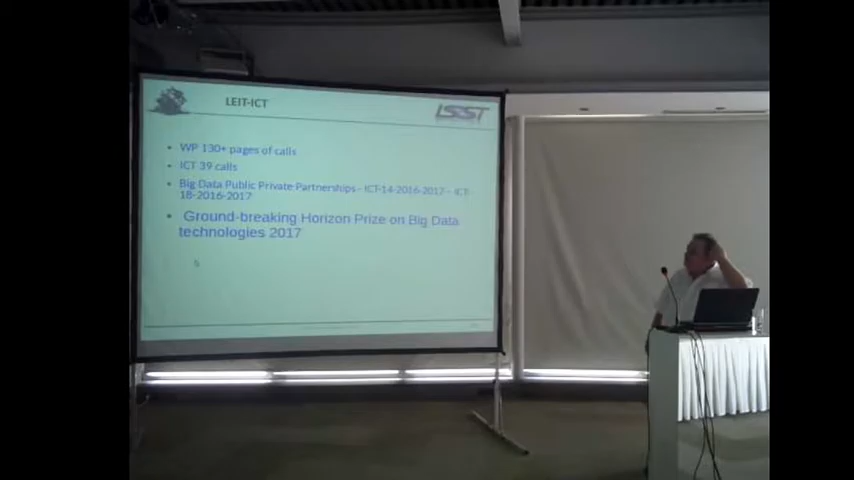 LEIT-ICT
LSST
• WP 130+ pages of calls
• ICT 39 calls
• Big Data Public Private Partnerships - ICT-14-2016-2017 - ICT-
18-2016-2017
• Ground-breaking Horizon Prize on Big Data
technologies 2017